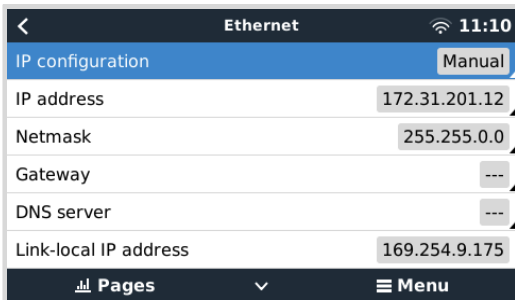 Ethernet 11:10
IP configuration Manual
IP address 172.31.201.12
Netmask 255.255.0.0
Gateway ---
DNS server ---
Link-local IP address 169.254.9.175
Pages Menu